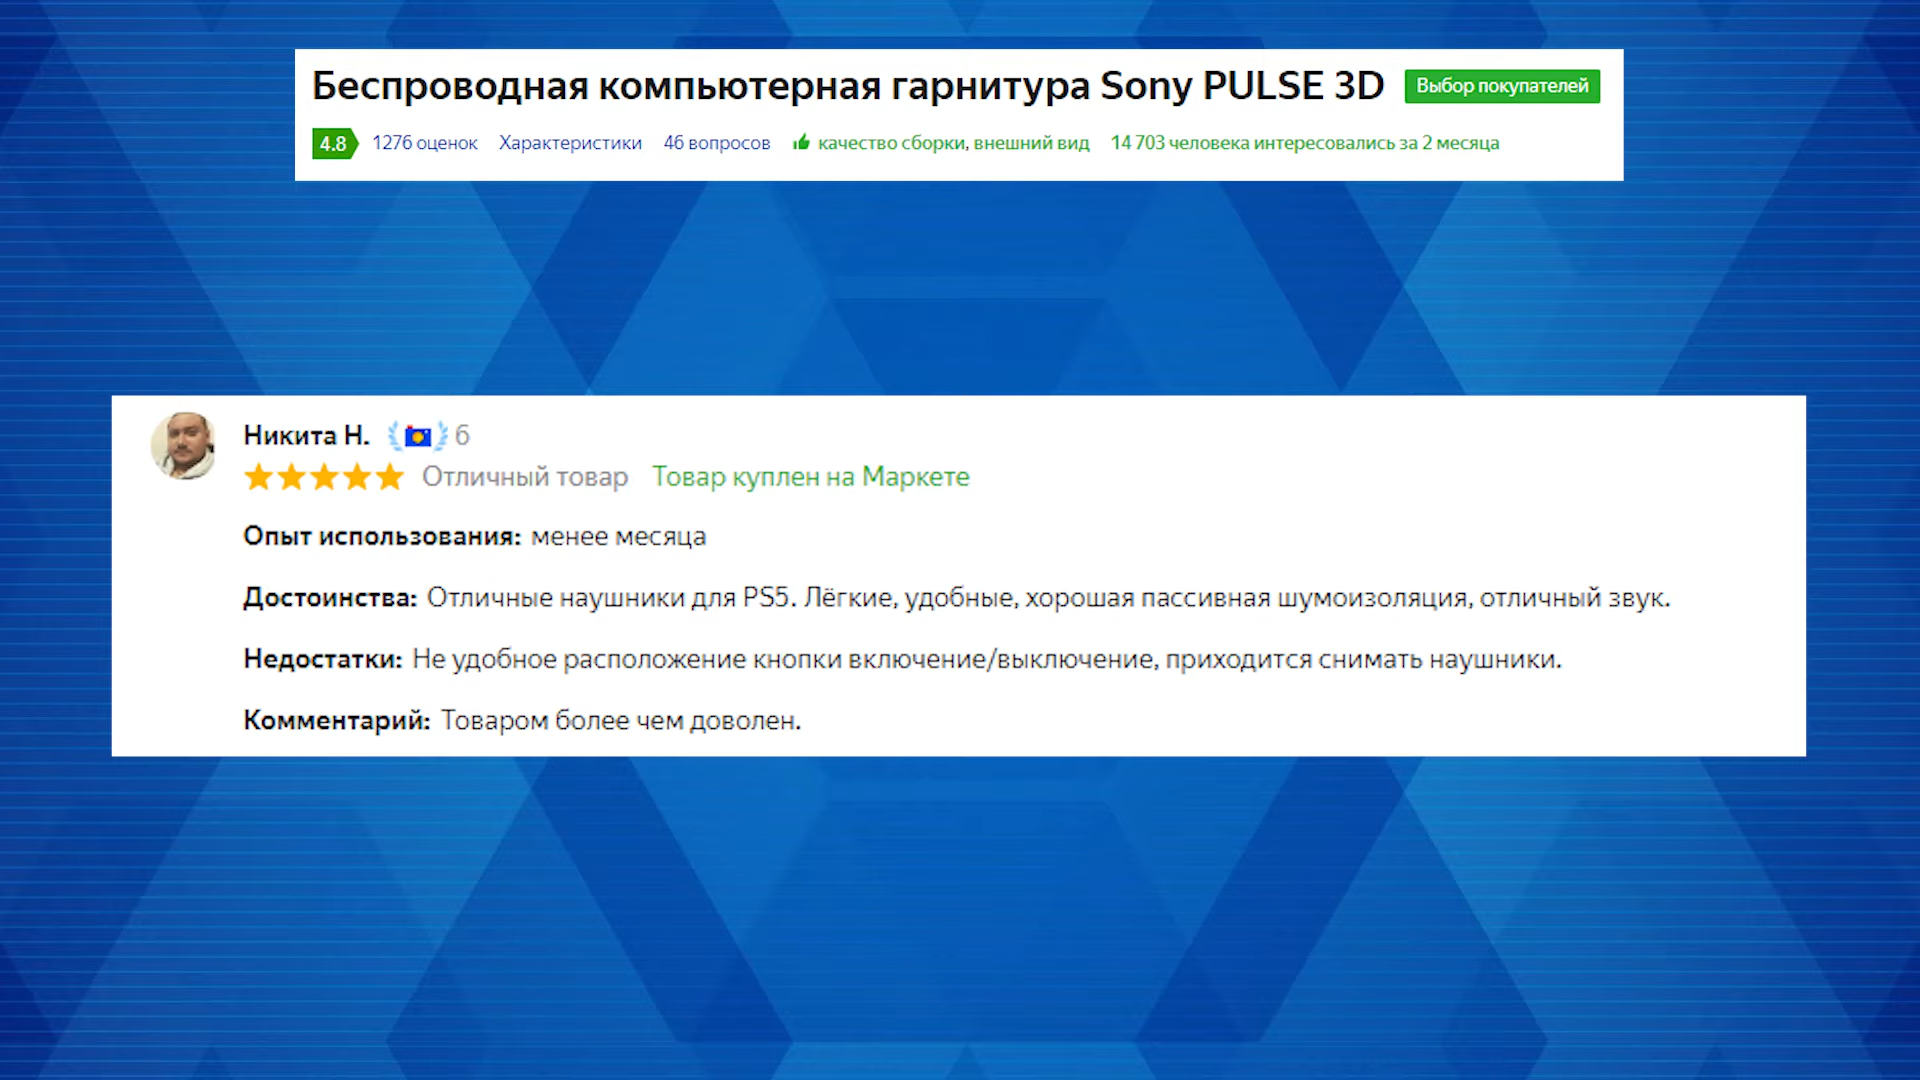 Беспроводная компьютерная гарнитура Sony PULSE 3D Выбор покупателей
4.8 1276 оценок Характеристики 46 вопросов качество сборки, внешний вид 14 703 человека интересовались за 2 месяца
Никита Н. 6
Отличный товар Товар куплен на Маркете
Опыт использования: менее месяца
Достоинства: Отличные наушники для PS5. Лёгкие, удобные, хорошая пассивная шумоизоляция, отличный звук.
Недостатки: Не удобное расположение кнопки включение/выключение, приходится снимать наушники.
Комментарий: Товаром более чем доволен.